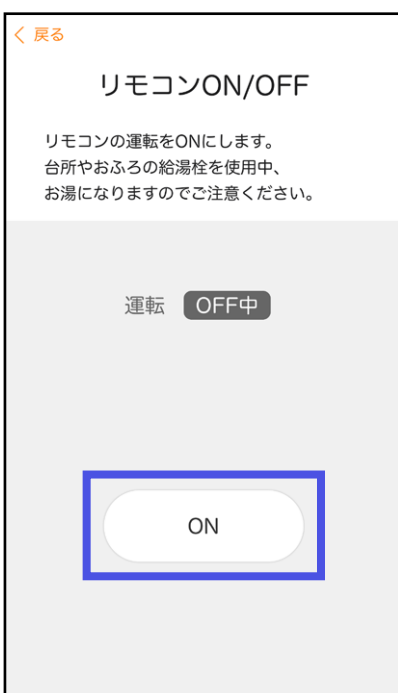 戻る
リモコンON/OFF
リモコンの運転をONにします。
台所やおふろの給湯栓を使用中、
お湯になりますのでご注意ください。
運転 OFF中
ON